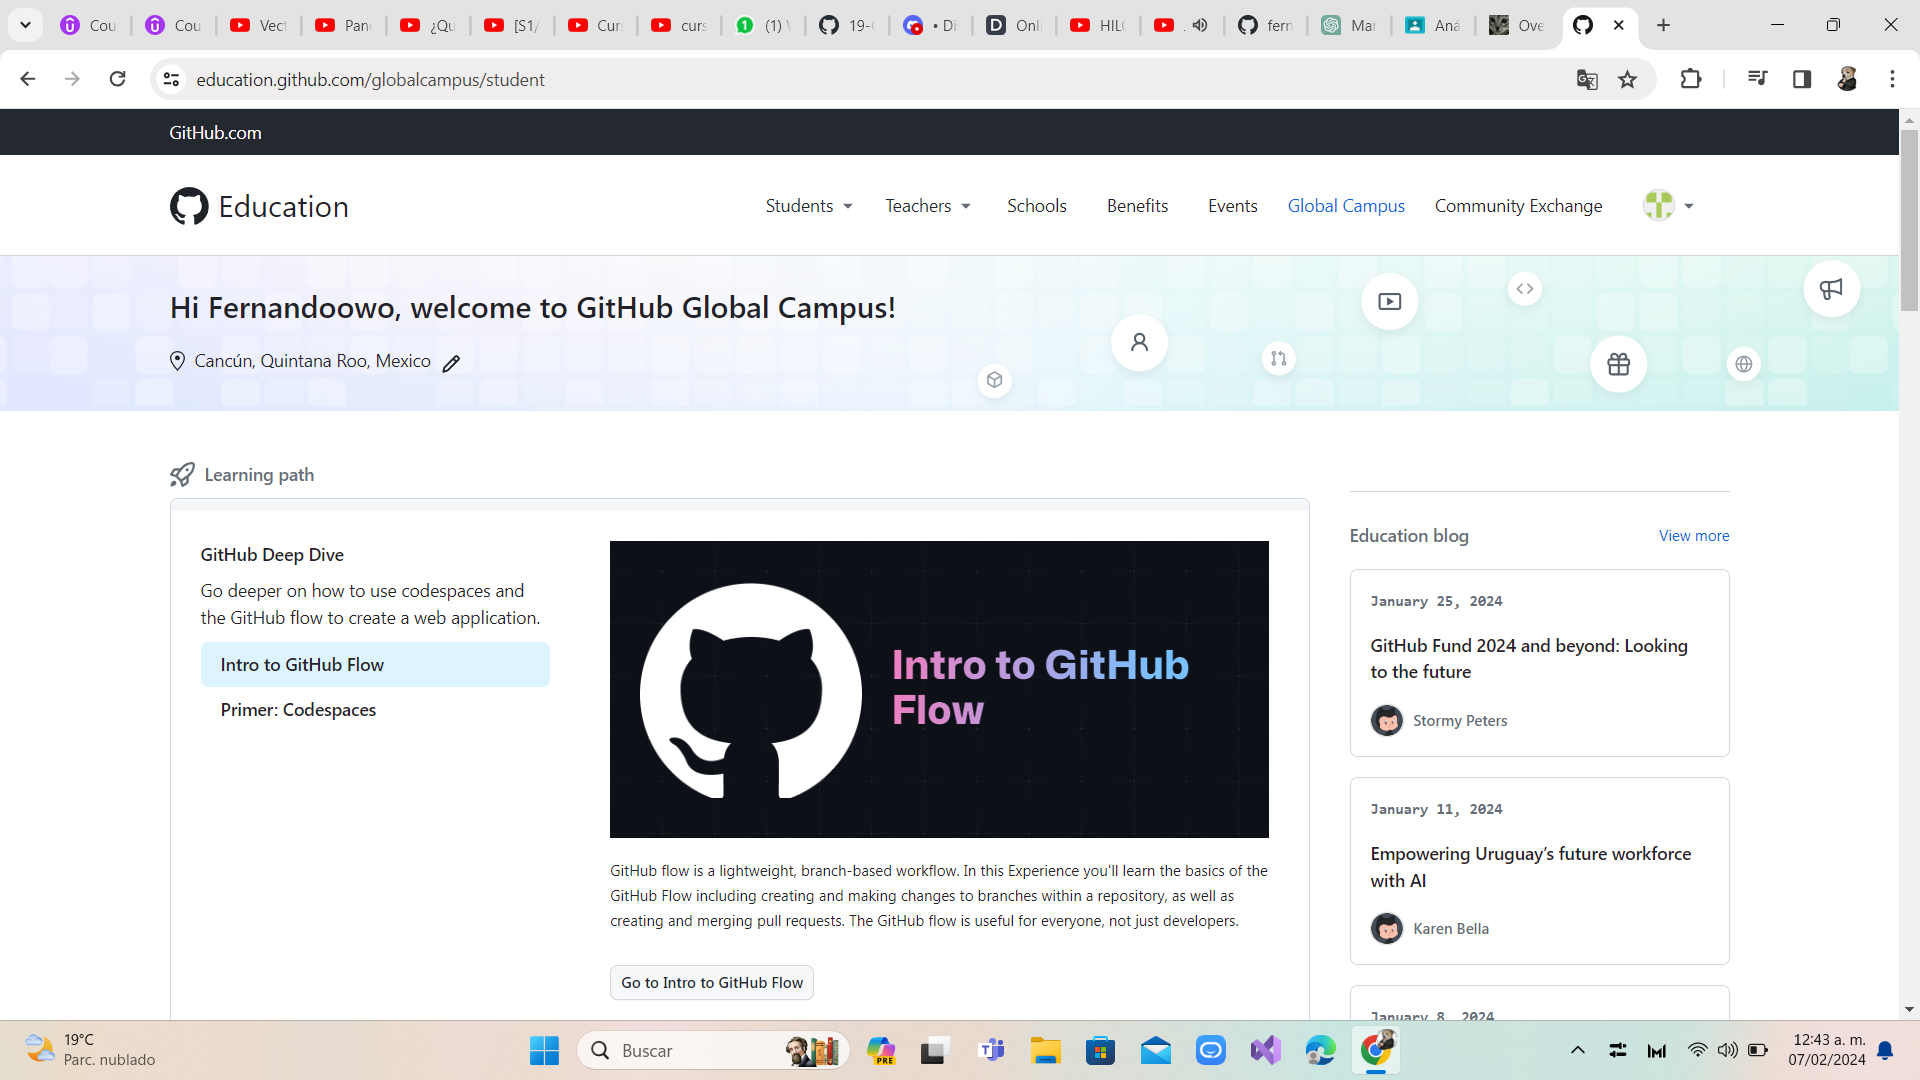 Cou
Cou
Vect
Pan
¿Qu
[S1/
Cur
curs
(1)
19-
• Di
Onli
HILO
fern
Mar
Aná
Ove
education.github.com/globalcampus/student
GitHub.com
Education
Students
Teachers
Schools
Benefits
Events
Global Campus
Community Exchange
Hi Fernandoowo, welcome to GitHub Global Campus!
Cancún, Quintana Roo, Mexico
Learning path
GitHub Deep Dive
Go deeper on how to use codespaces and
the GitHub flow to create a web application.
Intro to GitHub Flow
Primer: Codespaces
Intro to GitHub
Flow
GitHub flow is a lightweight, branch-based workflow. In this Experience you'll learn the basics of the
GitHub Flow including creating and making changes to branches within a repository, as well as
creating and merging pull requests. The GitHub flow is useful for everyone, not just developers.
Go to Intro to GitHub Flow
Education blog
View more
January 25, 2024
GitHub Fund 2024 and beyond: Looking
to the future
Stormy Peters
January 11, 2024
Empowering Uruguay’s future workforce
with AI
Karen Bella
January 8, 2024
19°C
Parc. nublado
Buscar
PRE
12:43 a. m.
07/02/2024